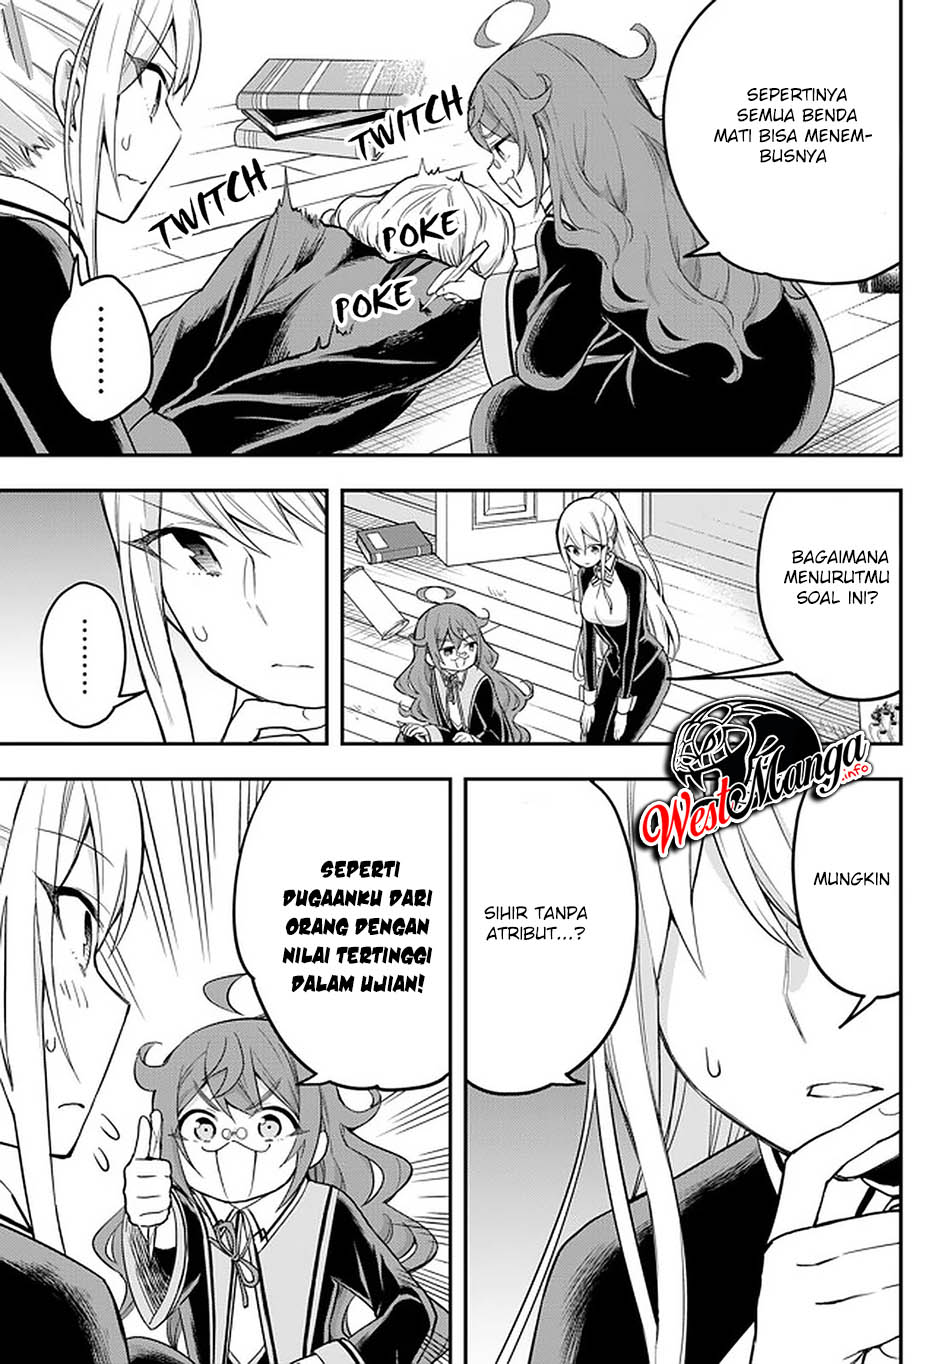 SEPERTINYA
SEMUA BENDA
MATI BISA MENEM-
BUSNYA
TWITCH
TWITCH
POKE
POKE
.........
BAGAIMANA
MENURUTMU
SOAL INI?
.........
WestManga
.info
MUNGKIN
SIHIR TANPA
ATRIBUT...?
SEPERTI
DUGAANKU DARI
ORANG DENGAN
NILAI TERTINGGI
DALAM UJIAN!